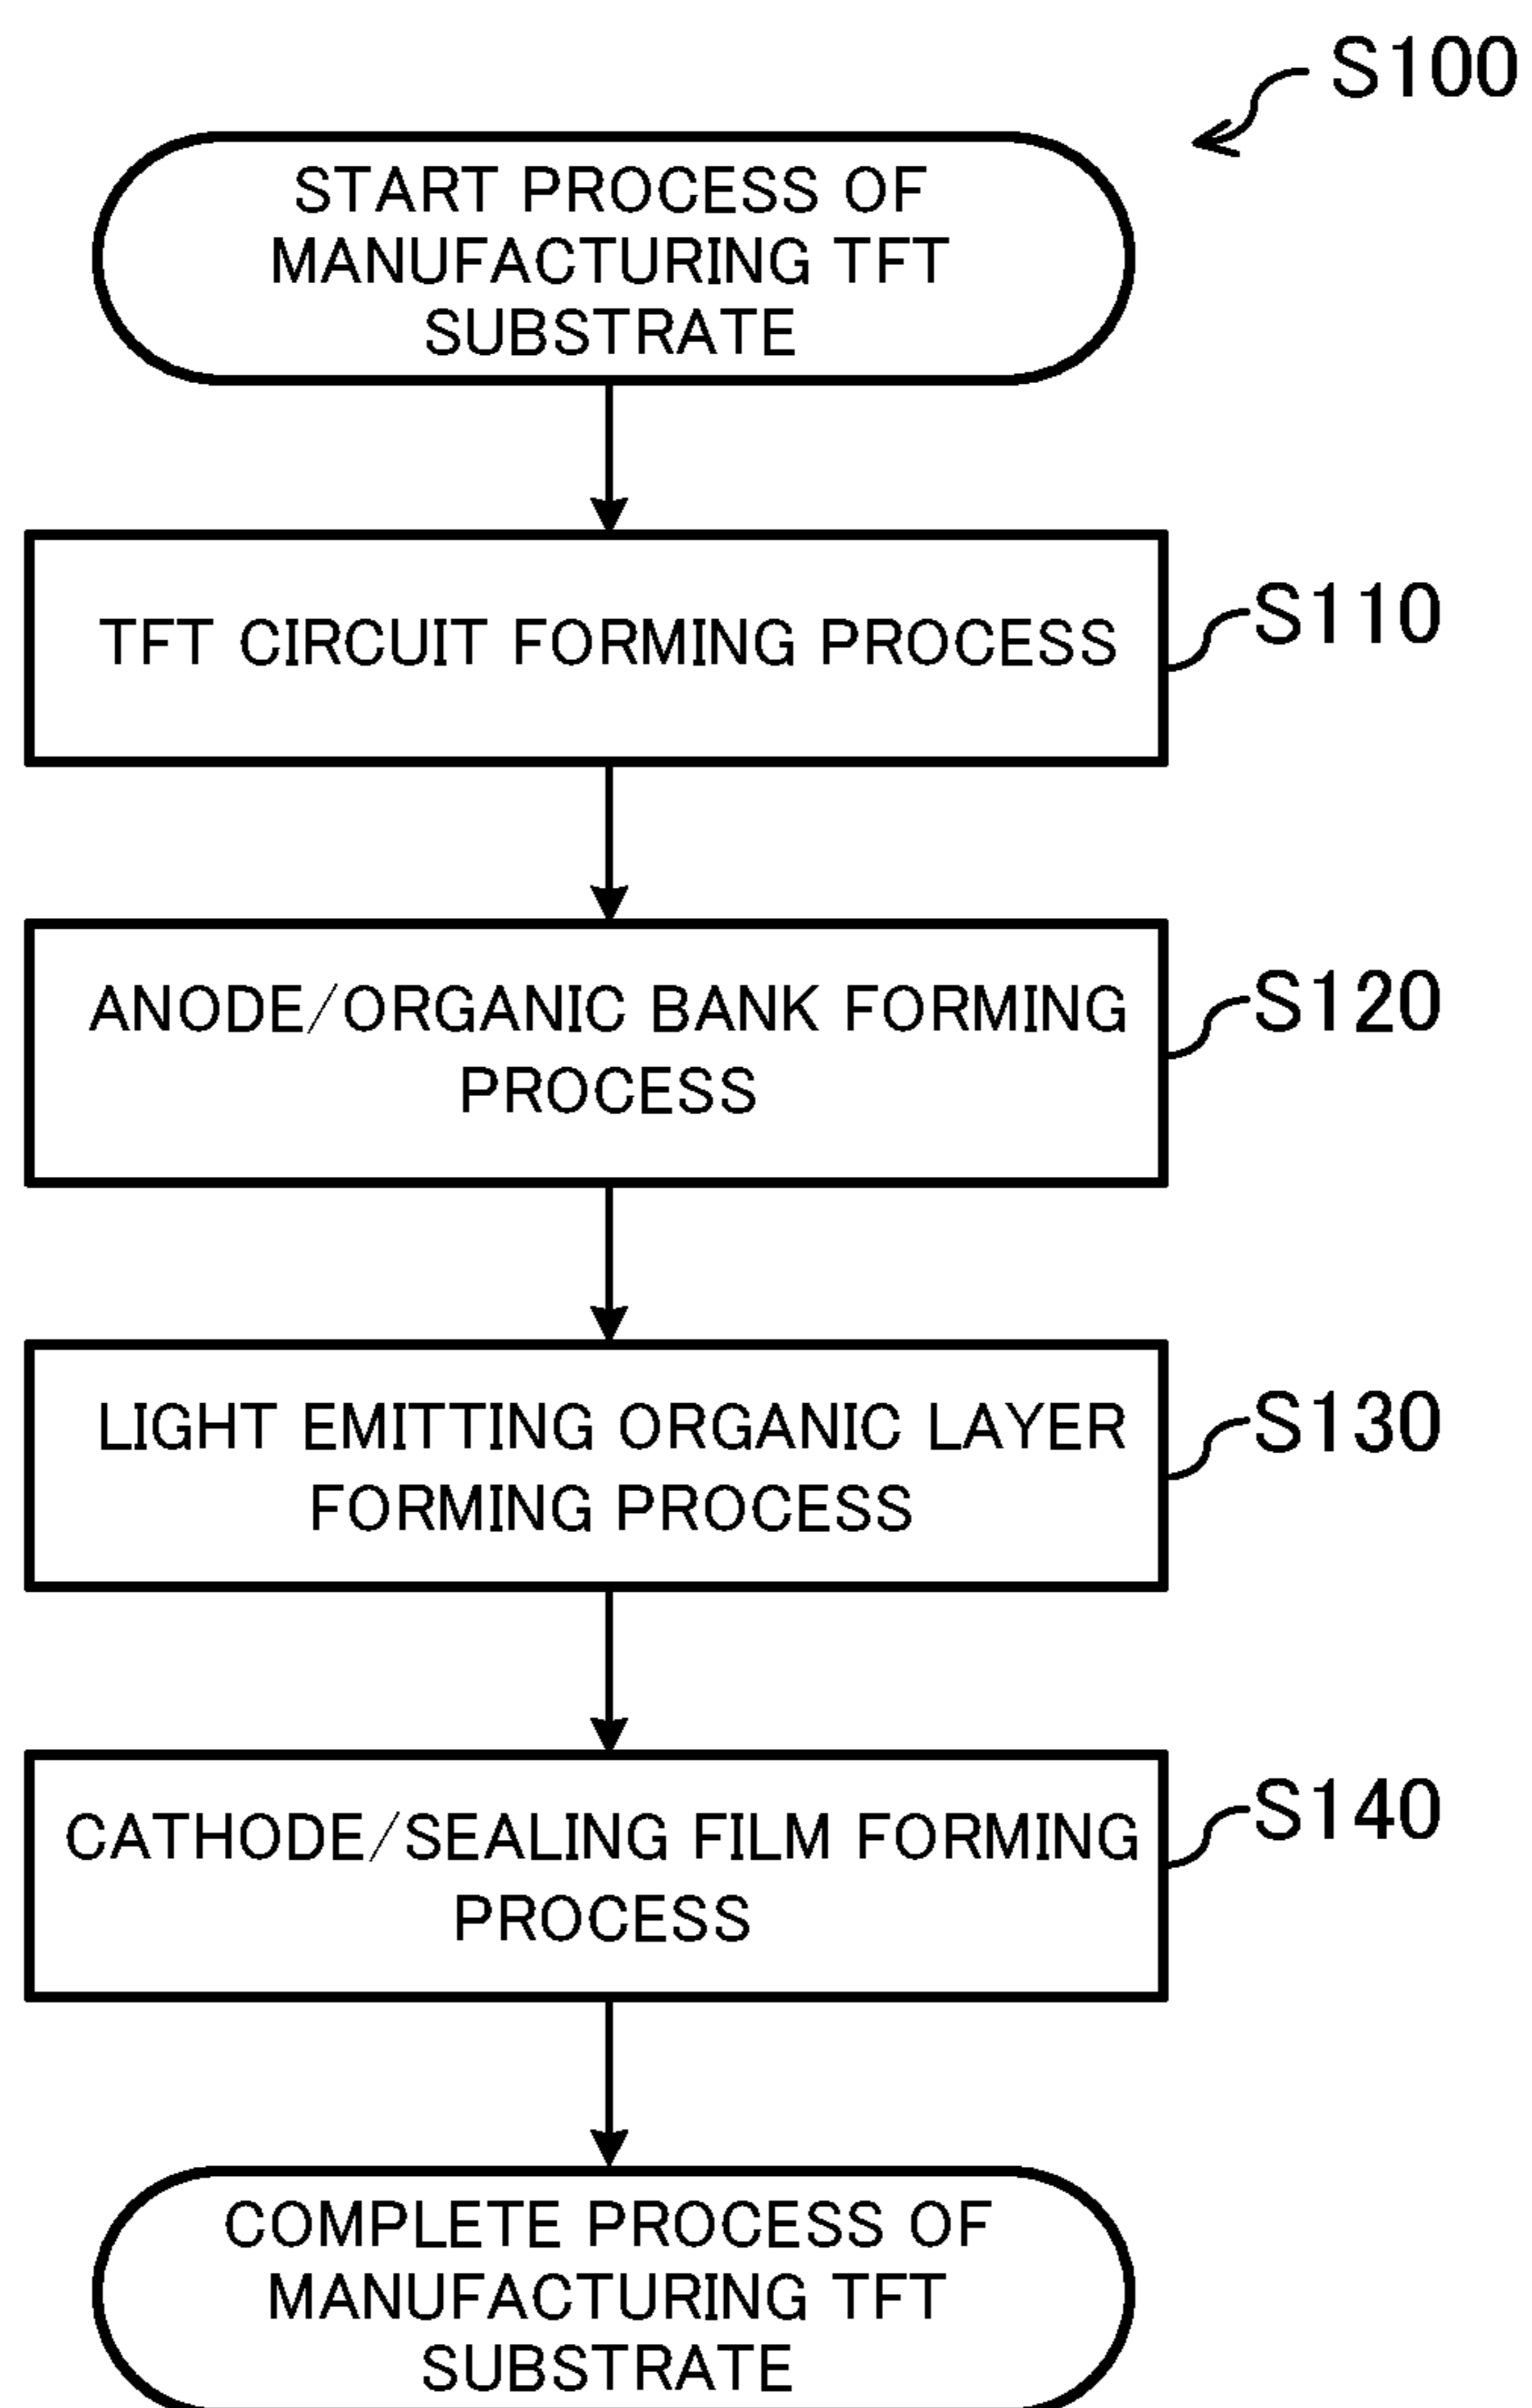 S100
START PROCESS OF
MANUFACTURING TFT
SUBSTRATE
TFT CIRCUIT FORMING PROCESS
S110
ANODE/ORGANIC BANK FORMING
PROCESS
S120
LIGHT EMITTING ORGANIC LAYER
FORMING PROCESS
S130
CATHODE/SEALING FILM FORMING
PROCESS
S140
COMPLETE PROCESS OF
MANUFACTURING TFT
SUBSTRATE